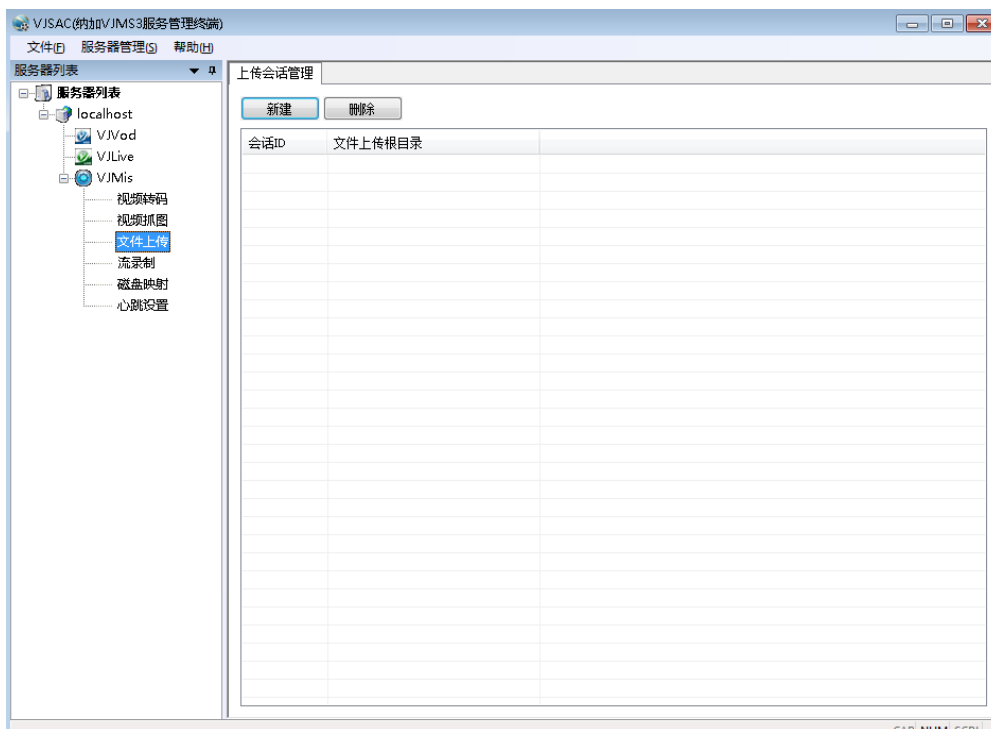 VJSAC(纳加VJMS3服务管理终端)
文件(F) 服务器管理(S) 帮助(H)
服务器列表
上传会话管理
服务器列表
新建 删除
localhost
会话ID 文件上传根目录
VJVod
VJLive
VJMis
视频转码
视频抓图
文件上传
流录制
磁盘映射
心跳设置
NUM